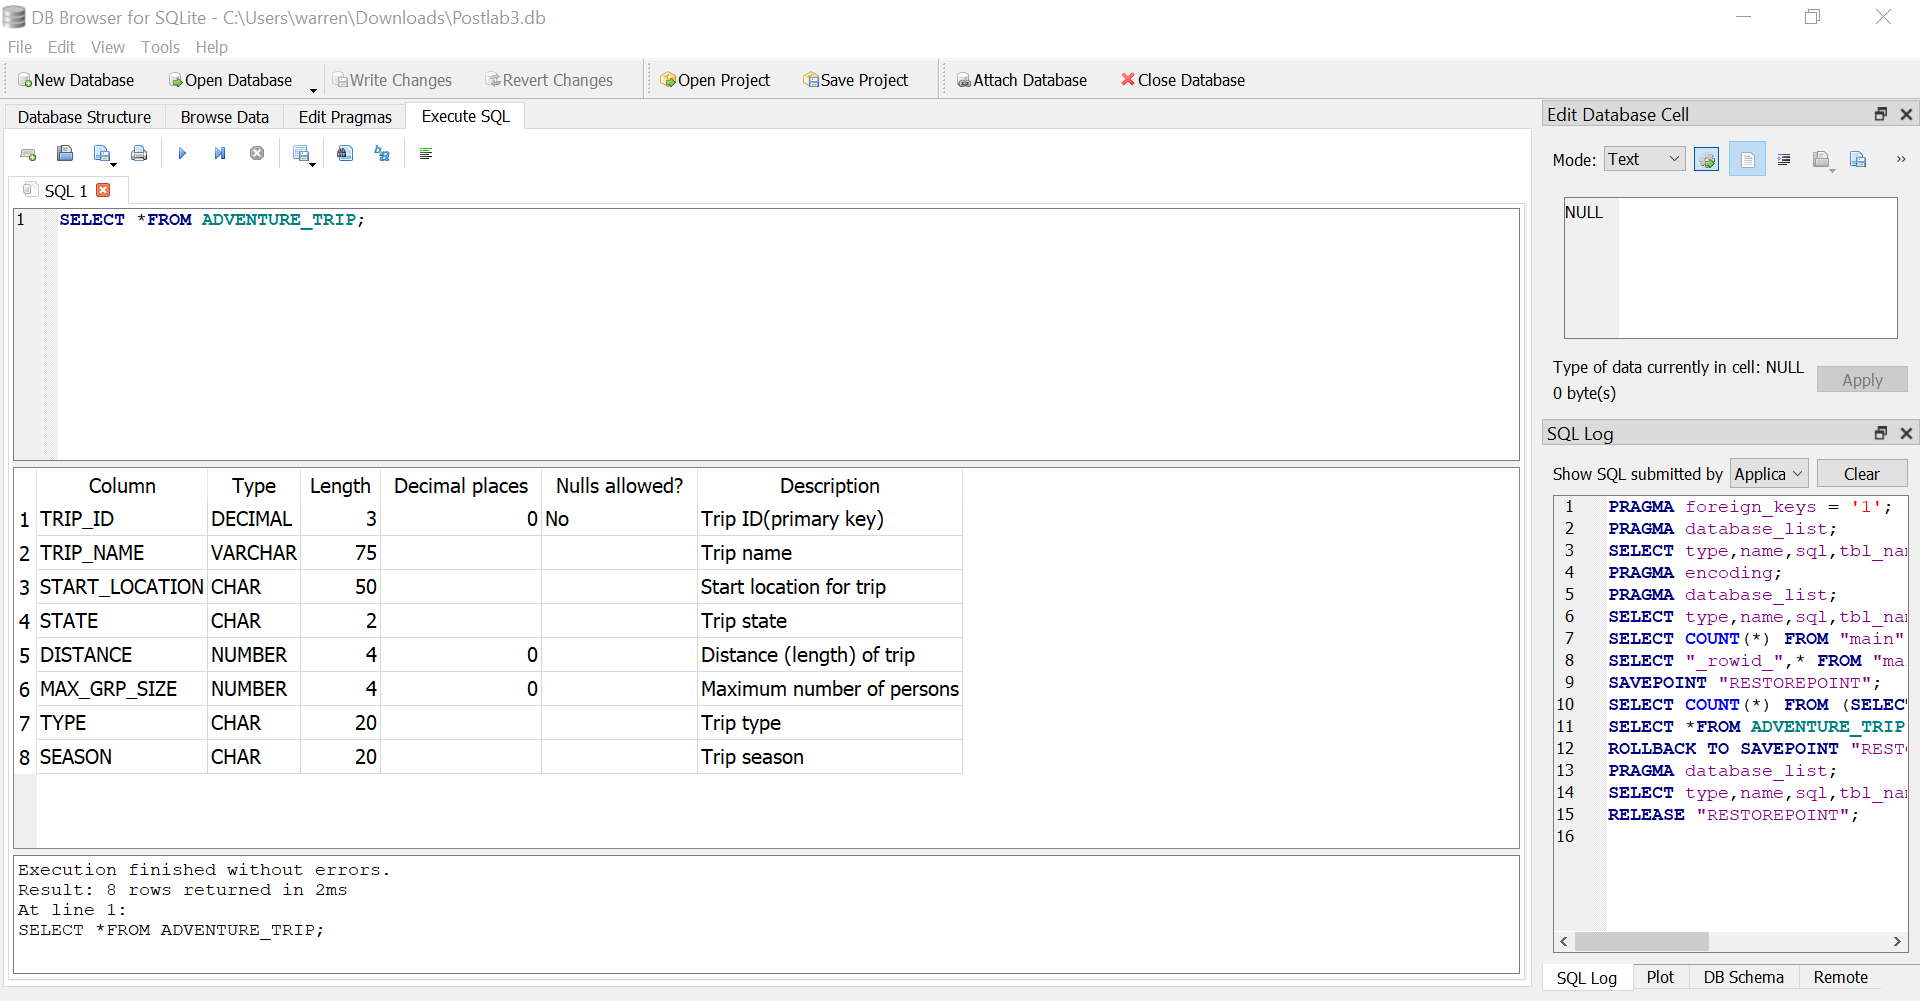 DB Browser for SQLite - C:\Users\warren\Downloads\Postlab3.db
File Edit View Tools Help
New Database Open Database Write Changes Revert Changes Open Project Save Project Attach Database Close Database
Database Structure Browse Data Edit Pragmas Execute SQL
SQL 1
1 SELECT *FROM ADVENTURE_TRIP;
Column Type Length Decimal places Nulls allowed? Description
1 TRIP_ID DECIMAL 3 0 No Trip ID(primary key)
2 TRIP_NAME VARCHAR 75 Trip name
3 START_LOCATION CHAR 50 Start location for trip
4 STATE CHAR 2 Trip state
5 DISTANCE NUMBER 4 0 Distance (length) of trip
6 MAX_GRP_SIZE NUMBER 4 0 Maximum number of persons
7 TYPE CHAR 20 Trip type
8 SEASON CHAR 20 Trip season
Execution finished without errors.
Result: 8 rows returned in 2ms
At line 1:
SELECT *FROM ADVENTURE_TRIP;
Edit Database Cell
Mode: Text
NULL
Type of data currently in cell: NULL
0 byte(s)
Apply
SQL Log
Show SQL submitted by Applica Clear
1 PRAGMA foreign_keys = '1';
2 PRAGMA database_list;
3 SELECT type,name,sql,tbl_na
4 PRAGMA encoding;
5 PRAGMA database_list;
6 SELECT type,name,sql,tbl_na
7 SELECT COUNT(*) FROM "main"
8 SELECT "_rowid_",* FROM "ma
9 SAVEPOINT "RESTOREPOINT";
10 SELECT COUNT(*) FROM (SELEC
11 SELECT *FROM ADVENTURE_TRIP
12 ROLLBACK TO SAVEPOINT "REST
13 PRAGMA database_list;
14 SELECT type,name,sql,tbl_na
15 RELEASE "RESTOREPOINT";
16
SQL Log Plot DB Schema Remote